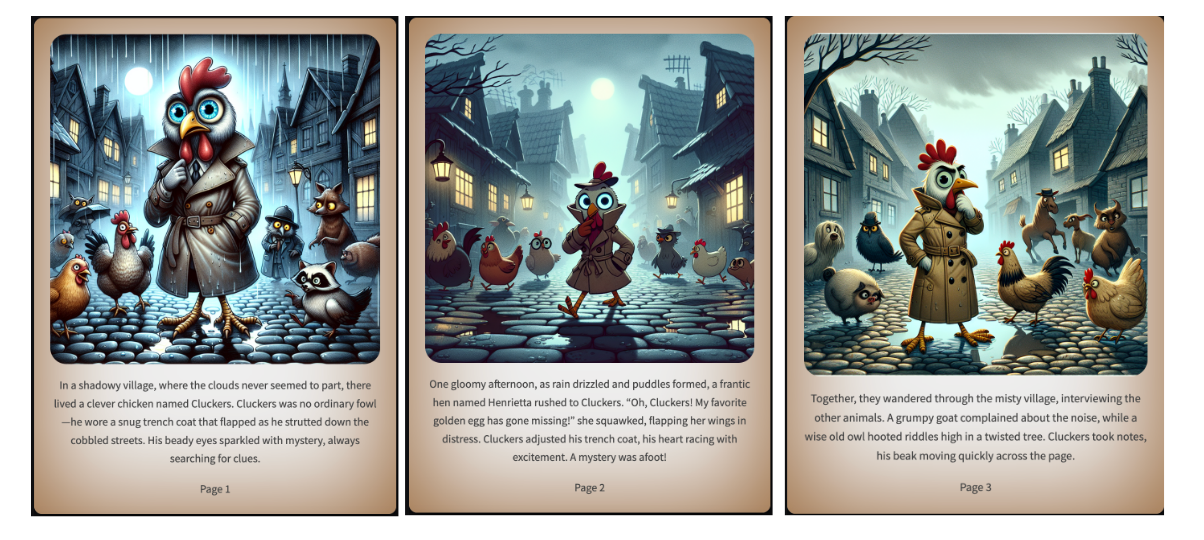 In a shadowy village, where the clouds never seemed to part, there
lived a clever chicken named Cluckers. Cluckers was no ordinary fowl
—he wore a snug trench coat that flapped as he strutted down the
cobbled streets. His beady eyes sparkled with mystery, always
searching for clues.
Page 1
One gloomy afternoon, as rain drizzled and puddles formed, a frantic
hen named Henrietta rushed to Cluckers. “Oh, Cluckers! My favorite
golden egg has gone missing!” she squawked, flapping her wings in
distress. Cluckers adjusted his trench coat, his heart racing with
excitement. A mystery was afoot!
Page 2
Together, they wandered through the misty village, interviewing the
other animals. A grumpy goat complained about the noise, while a
wise old owl hooted riddles high in a twisted tree. Cluckers took notes,
his beak moving quickly across the page.
Page 3